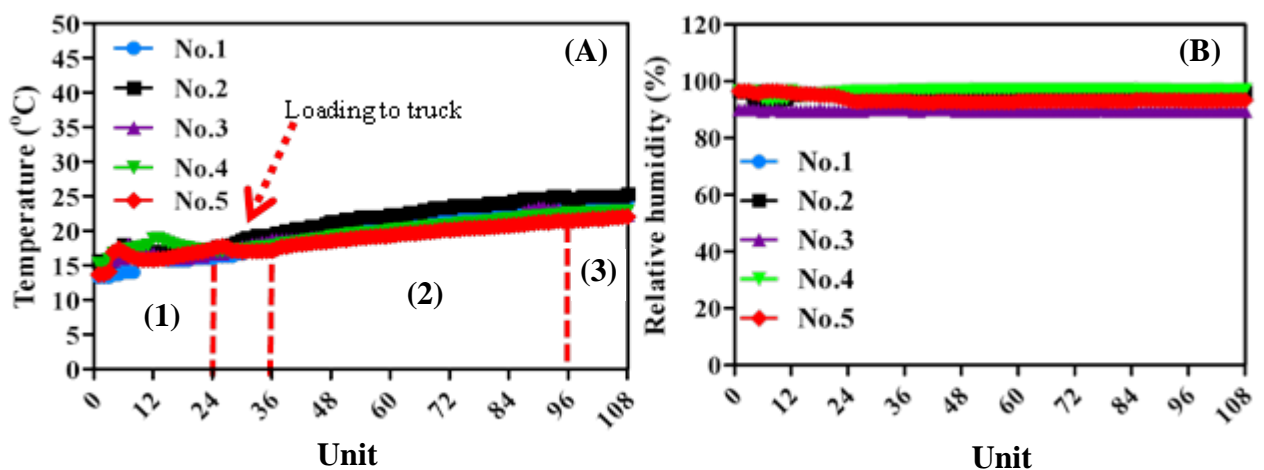 (A)
Temperature (°C)
50
45
40
35
30
25
20
15
10
5
0
No.1
No.2
No.3
No.4
No.5
Loading to truck
(1)
(2)
(3)
0 12 24 36 48 60 72 84 96 108
Unit
(B)
Relative humidity (%)
120
100
80
60
40
20
0
No.1
No.2
No.3
No.4
No.5
0 12 24 36 48 60 72 84 96 108
Unit